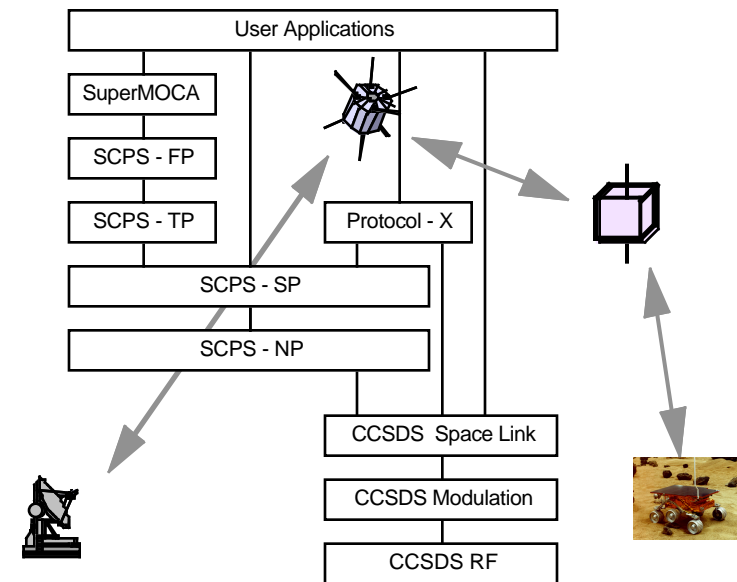 User Applications
SuperMOCA
SCPS - FP
SCPS - TP
Protocol - X
SCPS - SP
SCPS - NP
CCSDS  Space Link
CCSDS Modulation
CCSDS RF